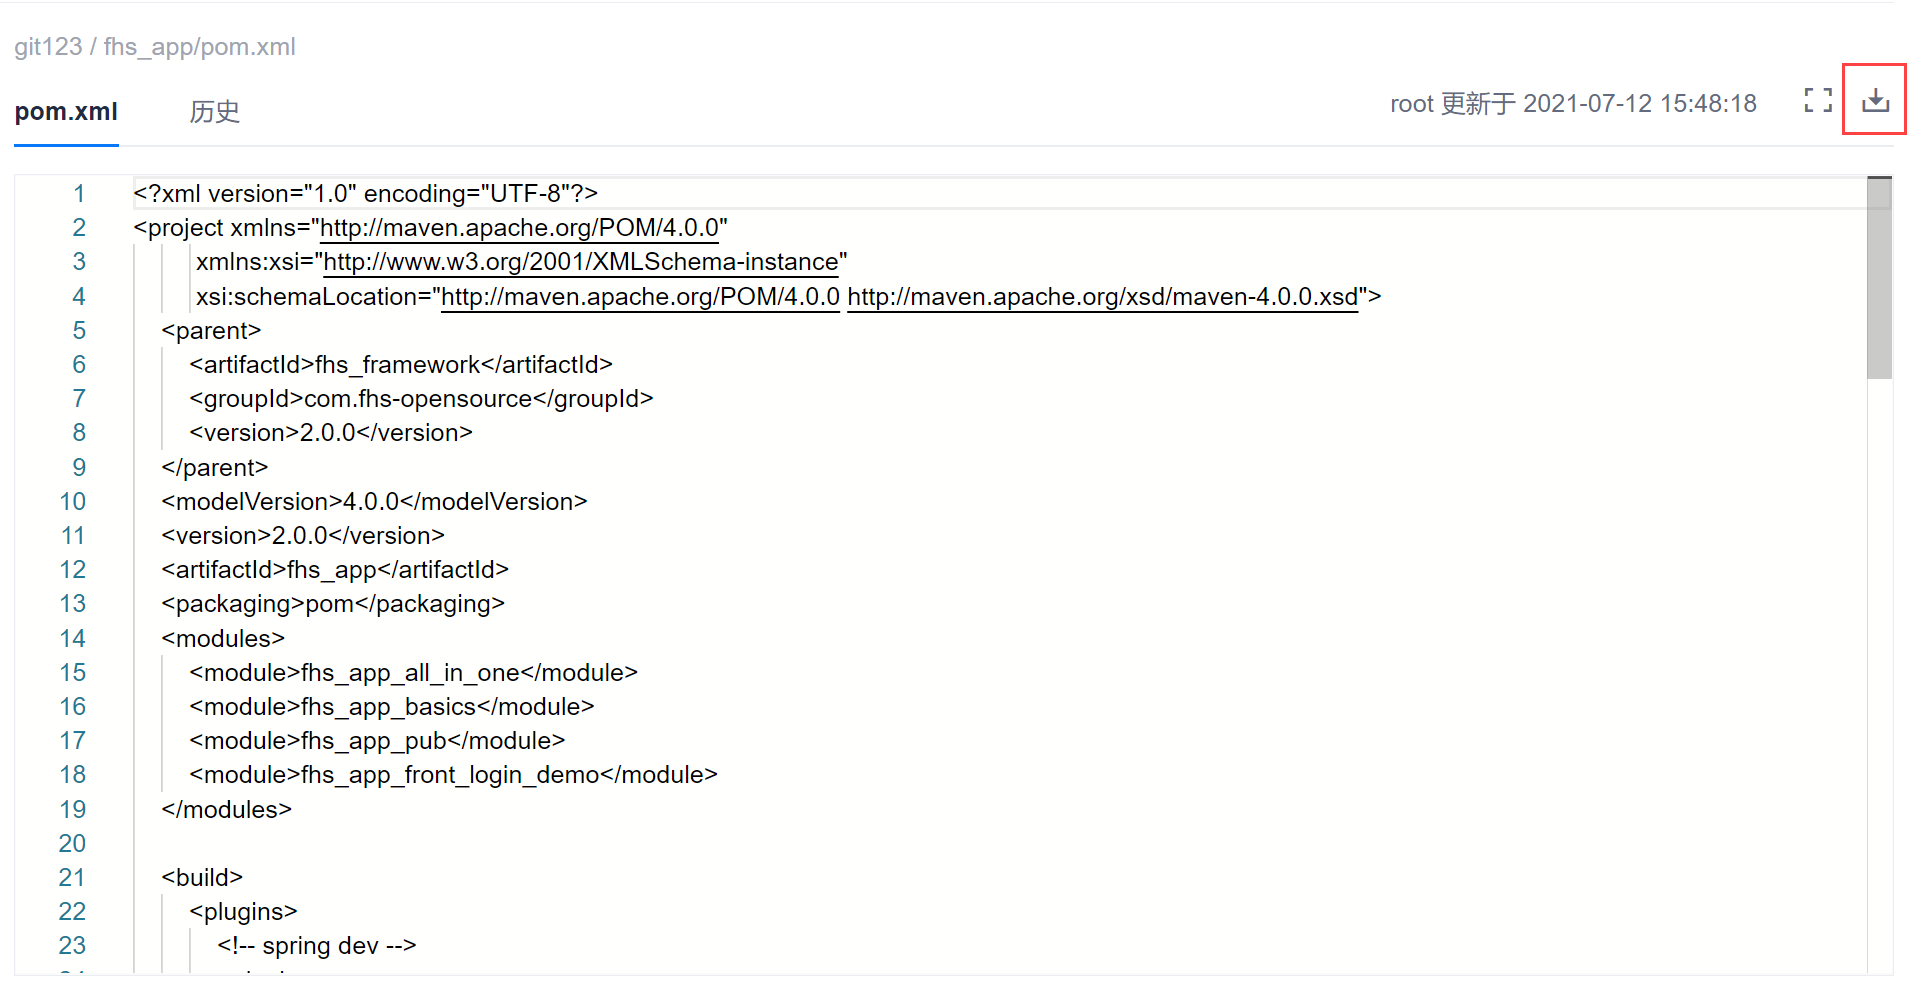 git123 / fhs_app/pom.xml
pom.xml 历史 root 更新于 2021-07-12 15:48:18
1 <?xml version="1.0" encoding="UTF-8"?>
2 <project xmlns="http://maven.apache.org/POM/4.0.0"
3 xmlns:xsi="http://www.w3.org/2001/XMLSchema-instance"
4 xsi:schemaLocation="http://maven.apache.org/POM/4.0.0 http://maven.apache.org/xsd/maven-4.0.0.xsd">
5 <parent>
6 <artifactId>fhs_framework</artifactId>
7 <groupId>com.fhs-opensource</groupId>
8 <version>2.0.0</version>
9 </parent>
10 <modelVersion>4.0.0</modelVersion>
11 <version>2.0.0</version>
12 <artifactId>fhs_app</artifactId>
13 <packaging>pom</packaging>
14 <modules>
15 <module>fhs_app_all_in_one</module>
16 <module>fhs_app_basics</module>
17 <module>fhs_app_pub</module>
18 <module>fhs_app_front_login_demo</module>
19 </modules>
20
21 <build>
22 <plugins>
23 <!-- spring dev -->